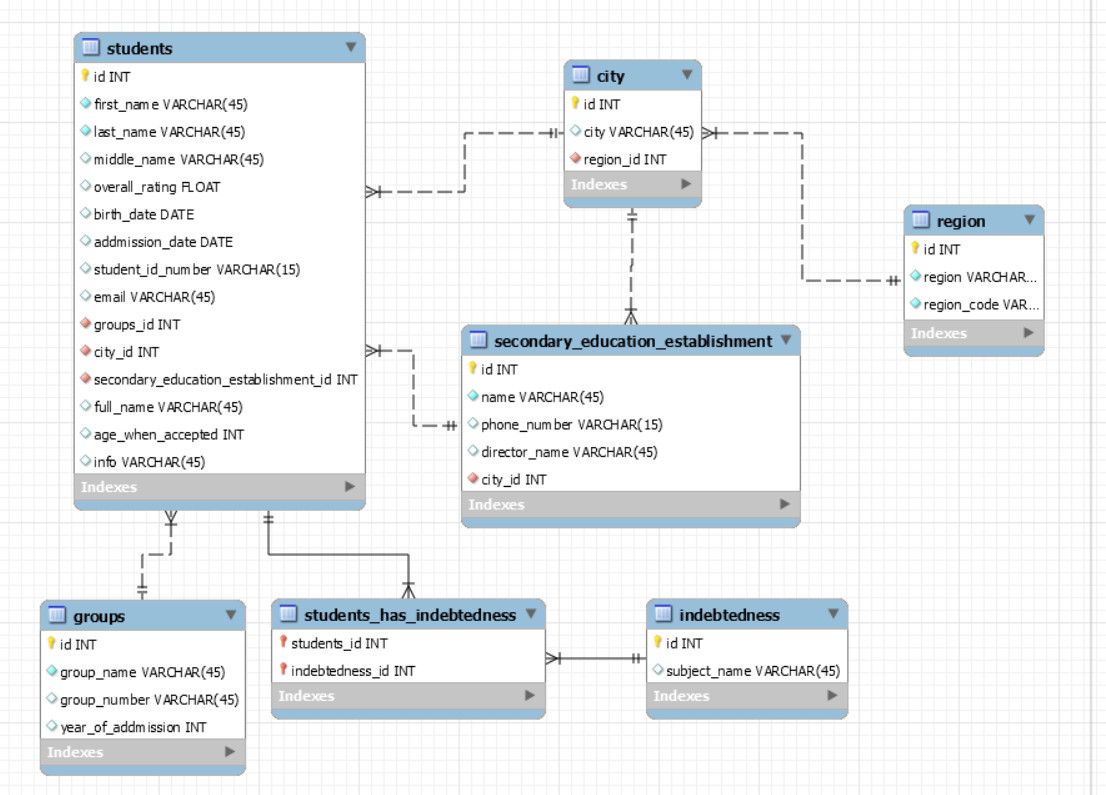 students
id INT
first_name VARCHAR(45)
last_name VARCHAR(45)
middle_name VARCHAR(45)
overall_rating FLOAT
birth_date DATE
addmission_date DATE
student_id_number VARCHAR(15)
email VARCHAR(45)
groups_id INT
city_id INT
secondary_education_establishment_id INT
full_name VARCHAR(45)
age_when_accepted INT
info VARCHAR(45)
Indexes
city
id INT
city VARCHAR(45)
region_id INT
Indexes
region
id INT
region VARCHAR...
region_code VAR...
Indexes
secondary_education_establishment
id INT
name VARCHAR(45)
phone_number VARCHAR(15)
director_name VARCHAR(45)
city_id INT
Indexes
groups
id INT
group_name VARCHAR(45)
group_number VARCHAR(45)
year_of_addmission INT
Indexes
students_has_indebtedness
students_id INT
indebtedness_id INT
Indexes
indebtedness
id INT
subject_name VARCHAR(45)
Indexes